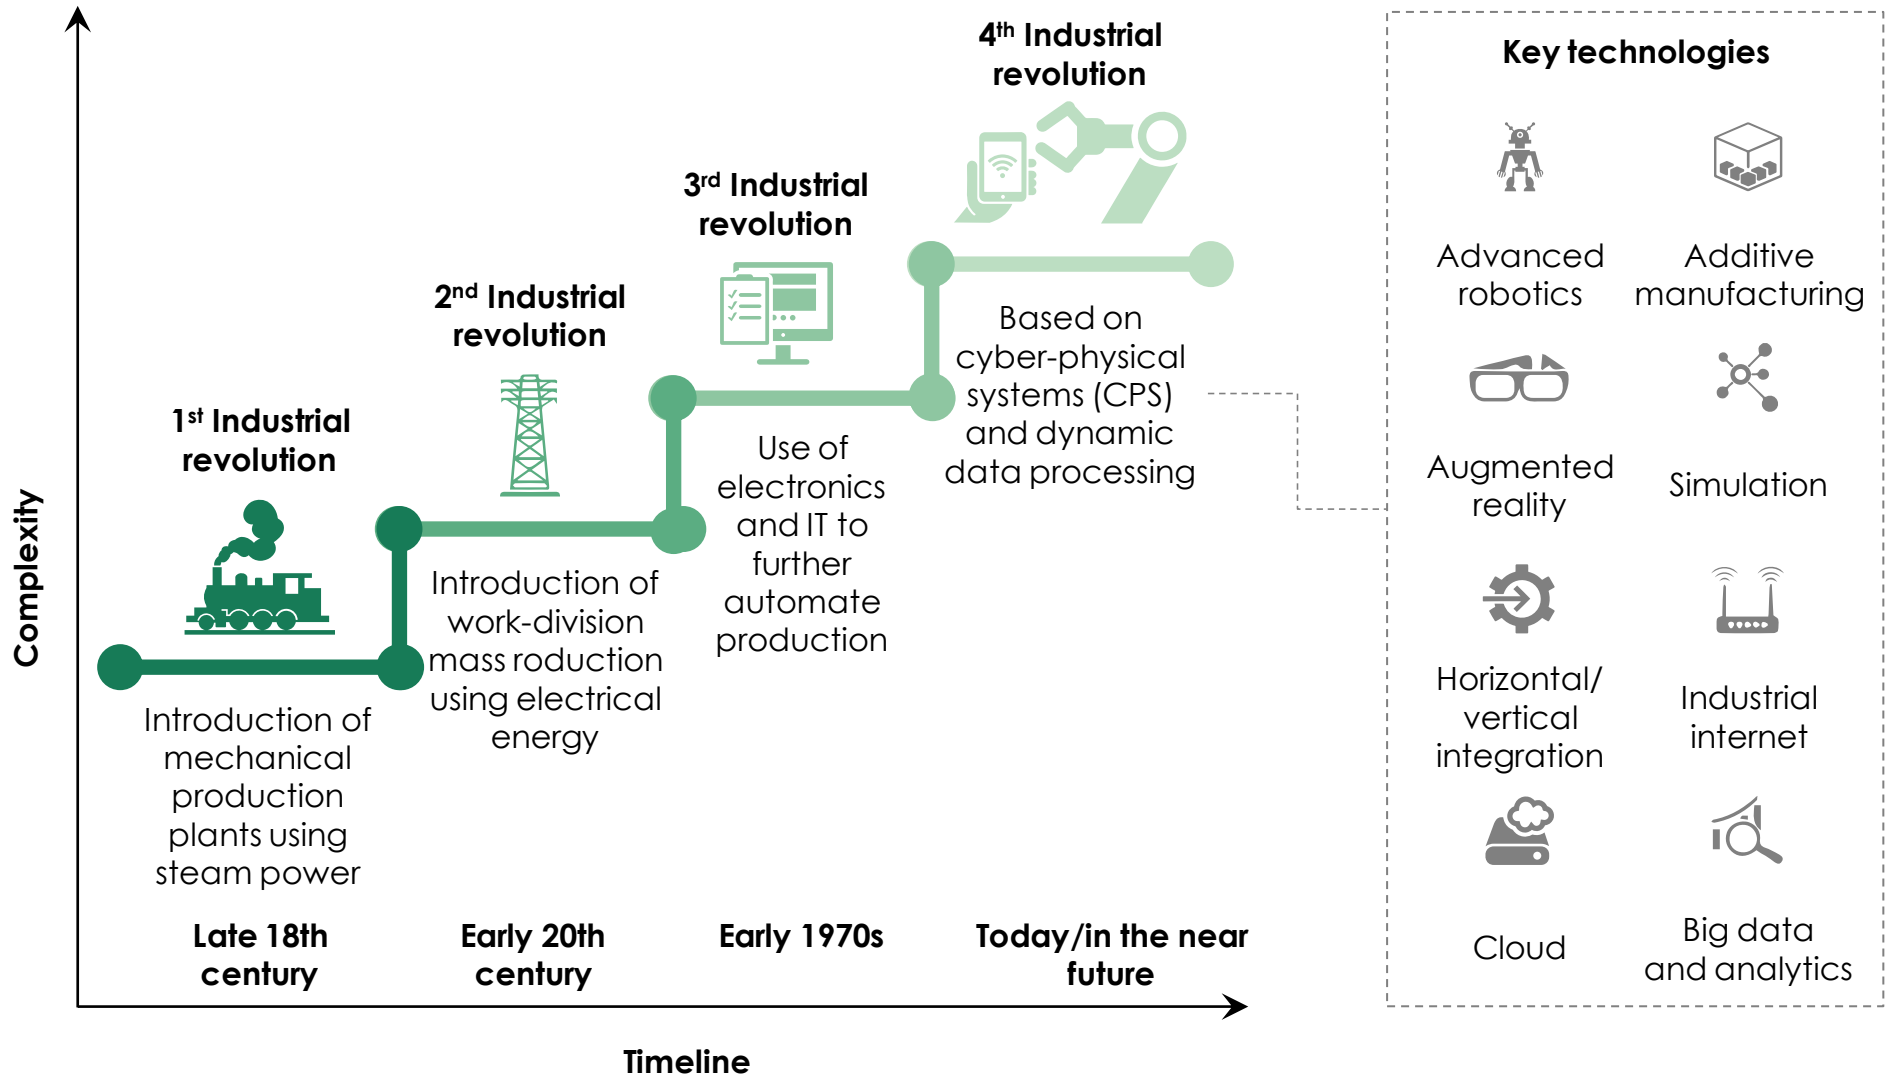 4th Industrial
revolution
3rd Industrial
revolution
2nd Industrial
revolution
1st Industrial
revolution
Complexity
Introduction of
mechanical
production
plants using
steam power
Introduction of
work-division
mass roduction
using electrical
energy
Use of
electronics
and IT to
further
automate
production
Based on
cyber-physical
systems (CPS)
and dynamic
data processing
Late 18th
century
Early 20th
century
Early 1970s
Today/in the near
future
Timeline
Key technologies
Advanced
robotics
Additive
manufacturing
Augmented
reality
Simulation
Horizontal/
vertical
integration
Industrial
internet
Cloud
Big data
and analytics